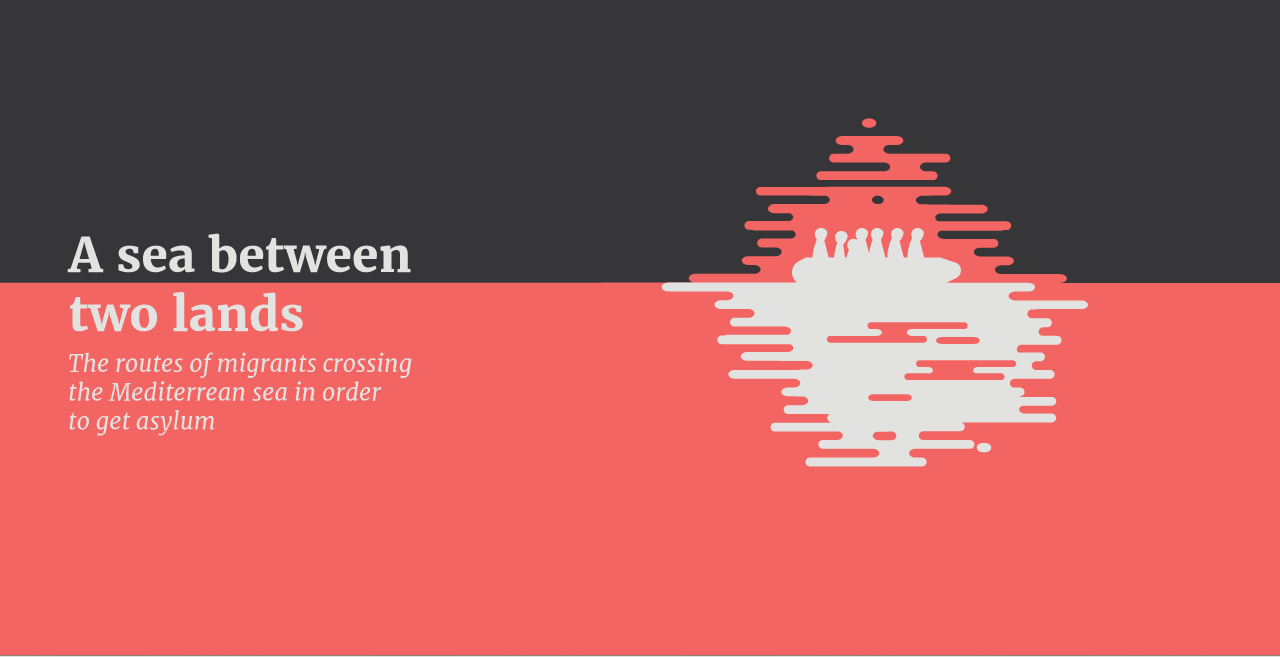 A sea between
two lands
The routes of migrants crossing
the Mediterrean sea in order
to get asylum